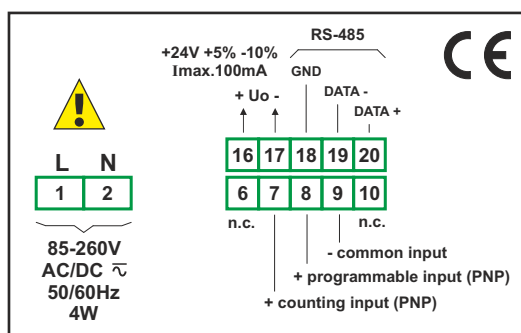 RS-485
+24V +5% -10%
Imax.100mA
GND
DATA -
DATA +
+ Uo -
CE
!
L N
1 2
16 17 18 19 20
6 7 8 9 10
n.c. n.c.
85-260V
AC/DC
50/60Hz
4W
- common input
+ programmable input (PNP)
+ counting input (PNP)